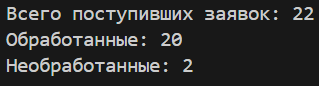 Всего поступивших заявок: 22
Обработанные: 20
Необработанные: 2